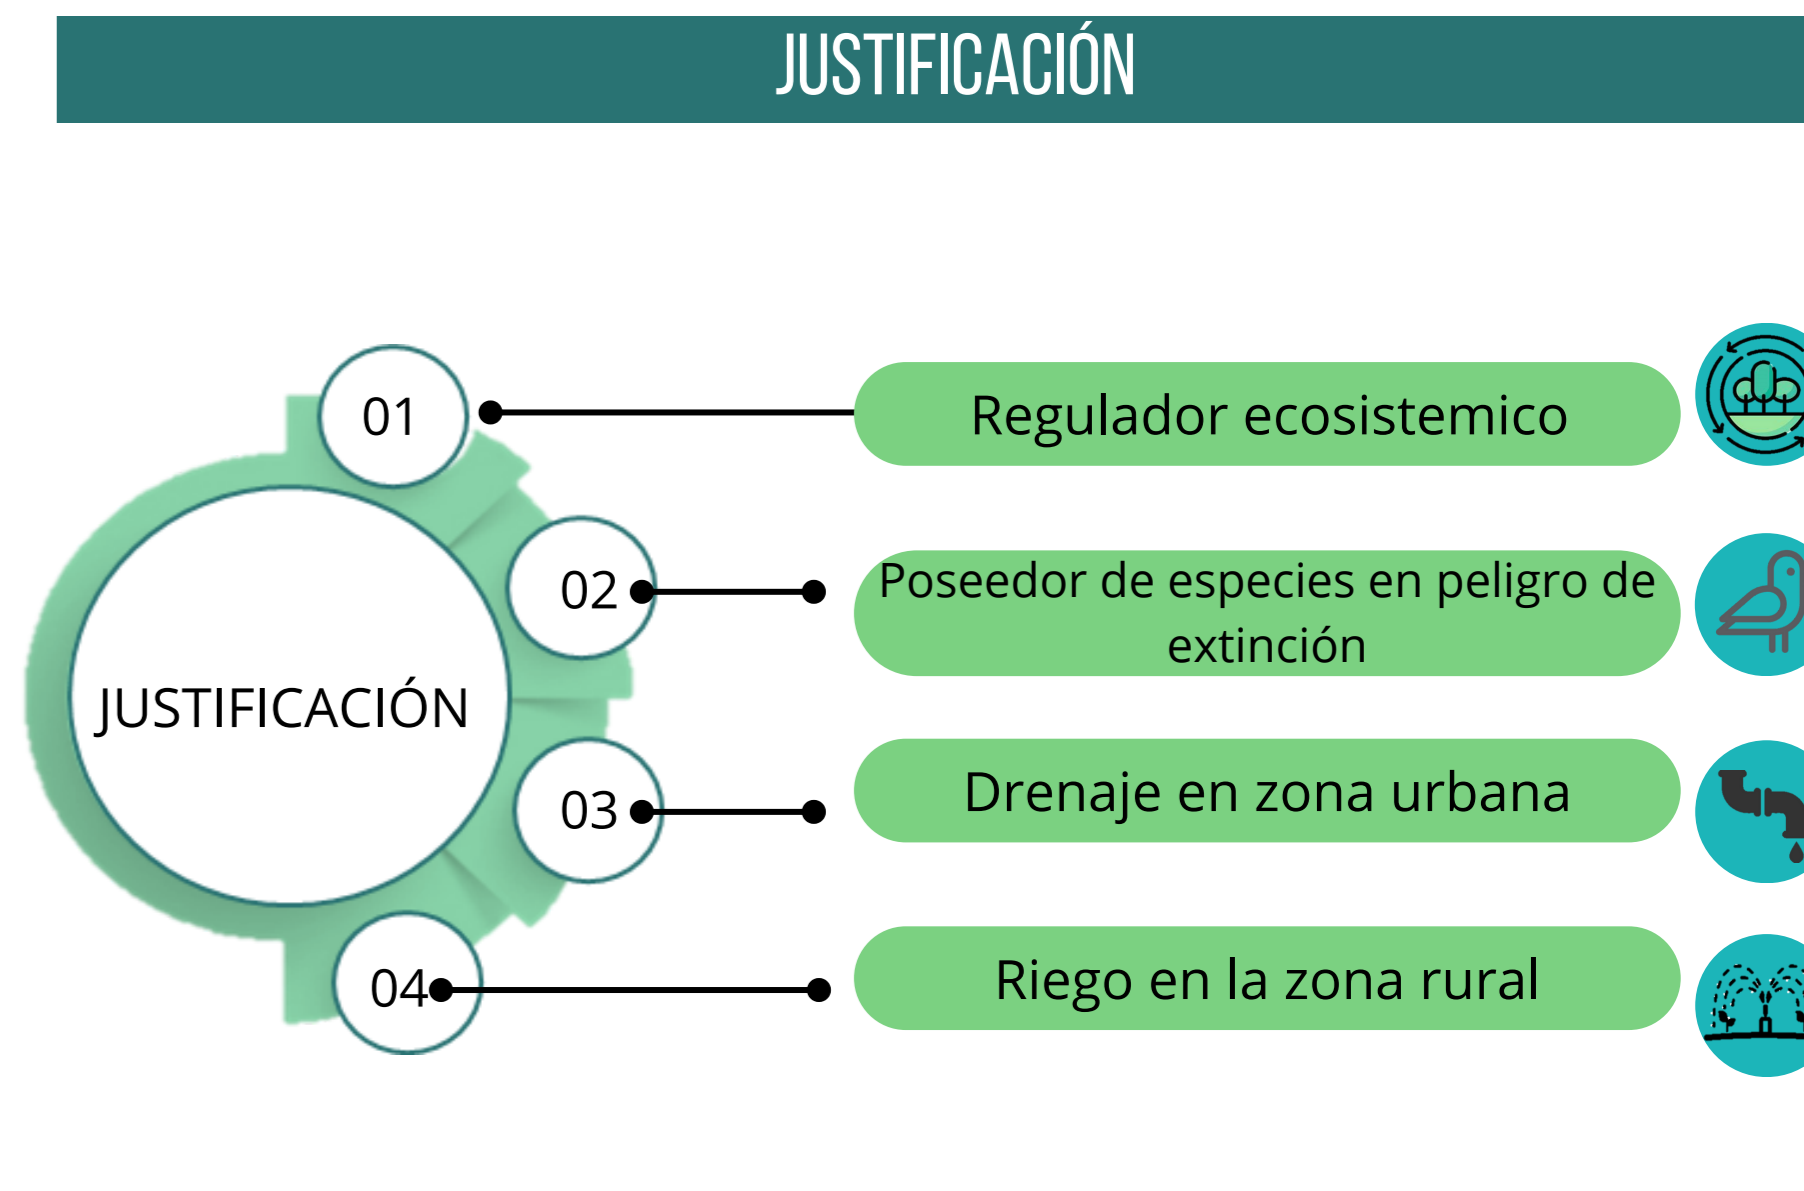 JUSTIFICACIÓN
01
Regulador ecosistemico
02
Poseedor de especies en peligro de
extinción
JUSTIFICACIÓN
03
Drenaje en zona urbana
04
Riego en la zona rural